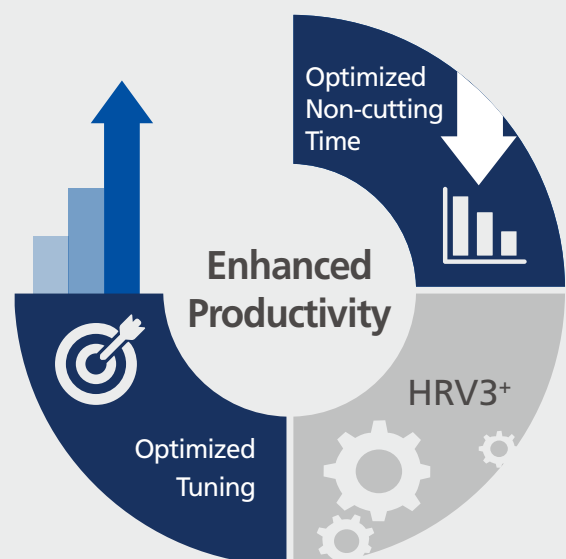 Optimized
Non-cutting
Time
Enhanced
Productivity
HRV3⁺
Optimized
Tuning